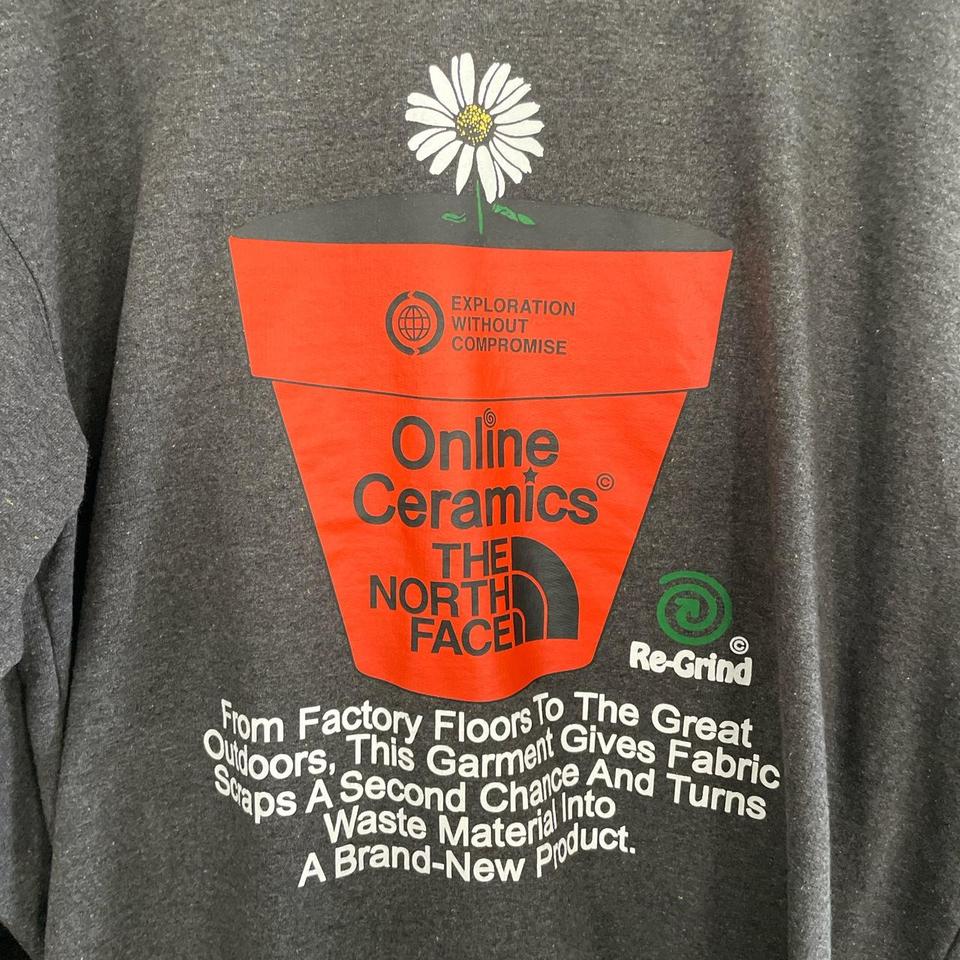 EXPLORATION
WITHOUT
COMPROMISE
Online
Ceramics©
THE
NORTH
FACE
©
Re-Grind
From Factory Floors To The Great
Outdoors, This Garment Gives Fabric
Scraps A Second Chance And Turns
Waste Material Into
A Brand-New Product.